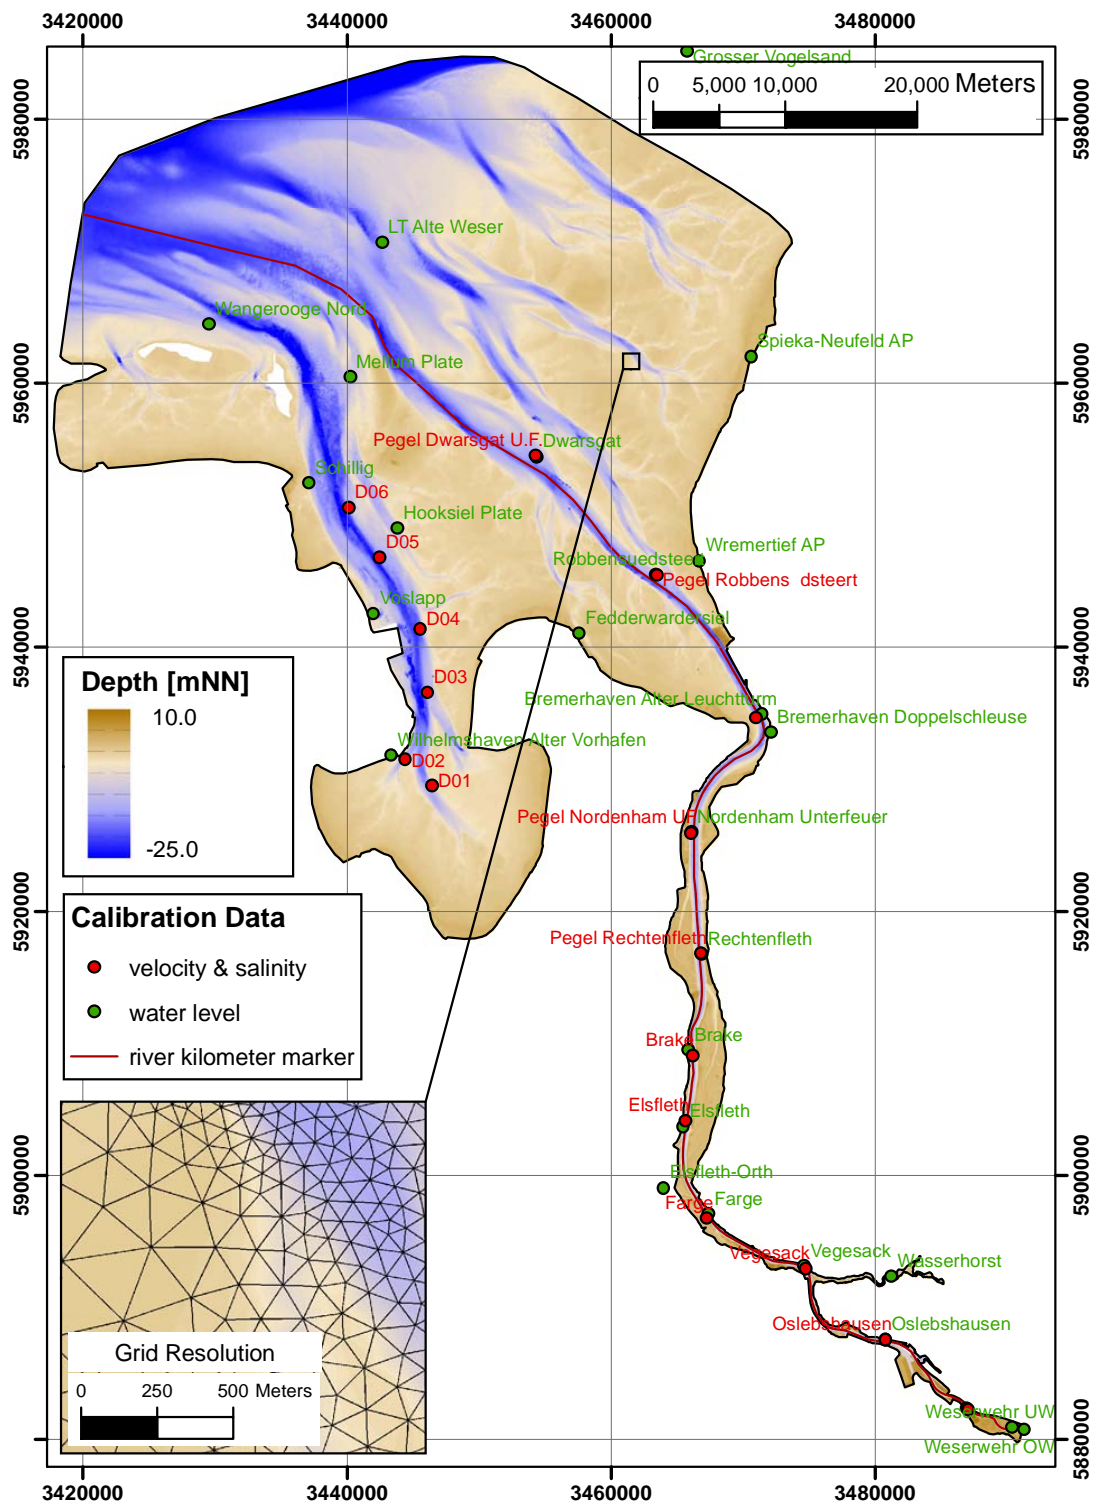 3420000 3440000 3460000 3480000
Grosser Vogelsand
0 5,000 10,000 20,000 Meters
5980000 5980000
LT Alte Weser
Wangerooge Nord
Spieka-Neufeld AP
Mellum Plate
5960000 5960000
Pegel Dwarsgat U.F. Dwarsgat
Schillig
D06
Hooksiel Plate
D05
Wremertief AP
Robbensuedsteert
Pegel Robbens dsteert
Voslapp
D04
Fedderwardersiel
5940000 5940000
Depth [mNN]
10.0
-25.0
D03
Bremerhaven Alter Leuchtturm
Bremerhaven Doppelschleuse
Wilhelmshaven Alter Vorhafen
D02
D01
Pegel Nordenham UF Nordenham Unterfeuer
5920000 5920000
Calibration Data
velocity & salinity
water level
river kilometer marker
Pegel Rechtenfleth Rechtenfleth
Brake Brake
Elsfleth Elsfleth
5900000 5900000
Elsfleth-Orth
Farge Farge
Vegesack Vegesack
Wasserhorst
Oslebshausen Oslebshausen
Weserwehr UW
Weserwehr OW
5880000 5880000
Grid Resolution
0 250 500 Meters
3420000 3440000 3460000 3480000